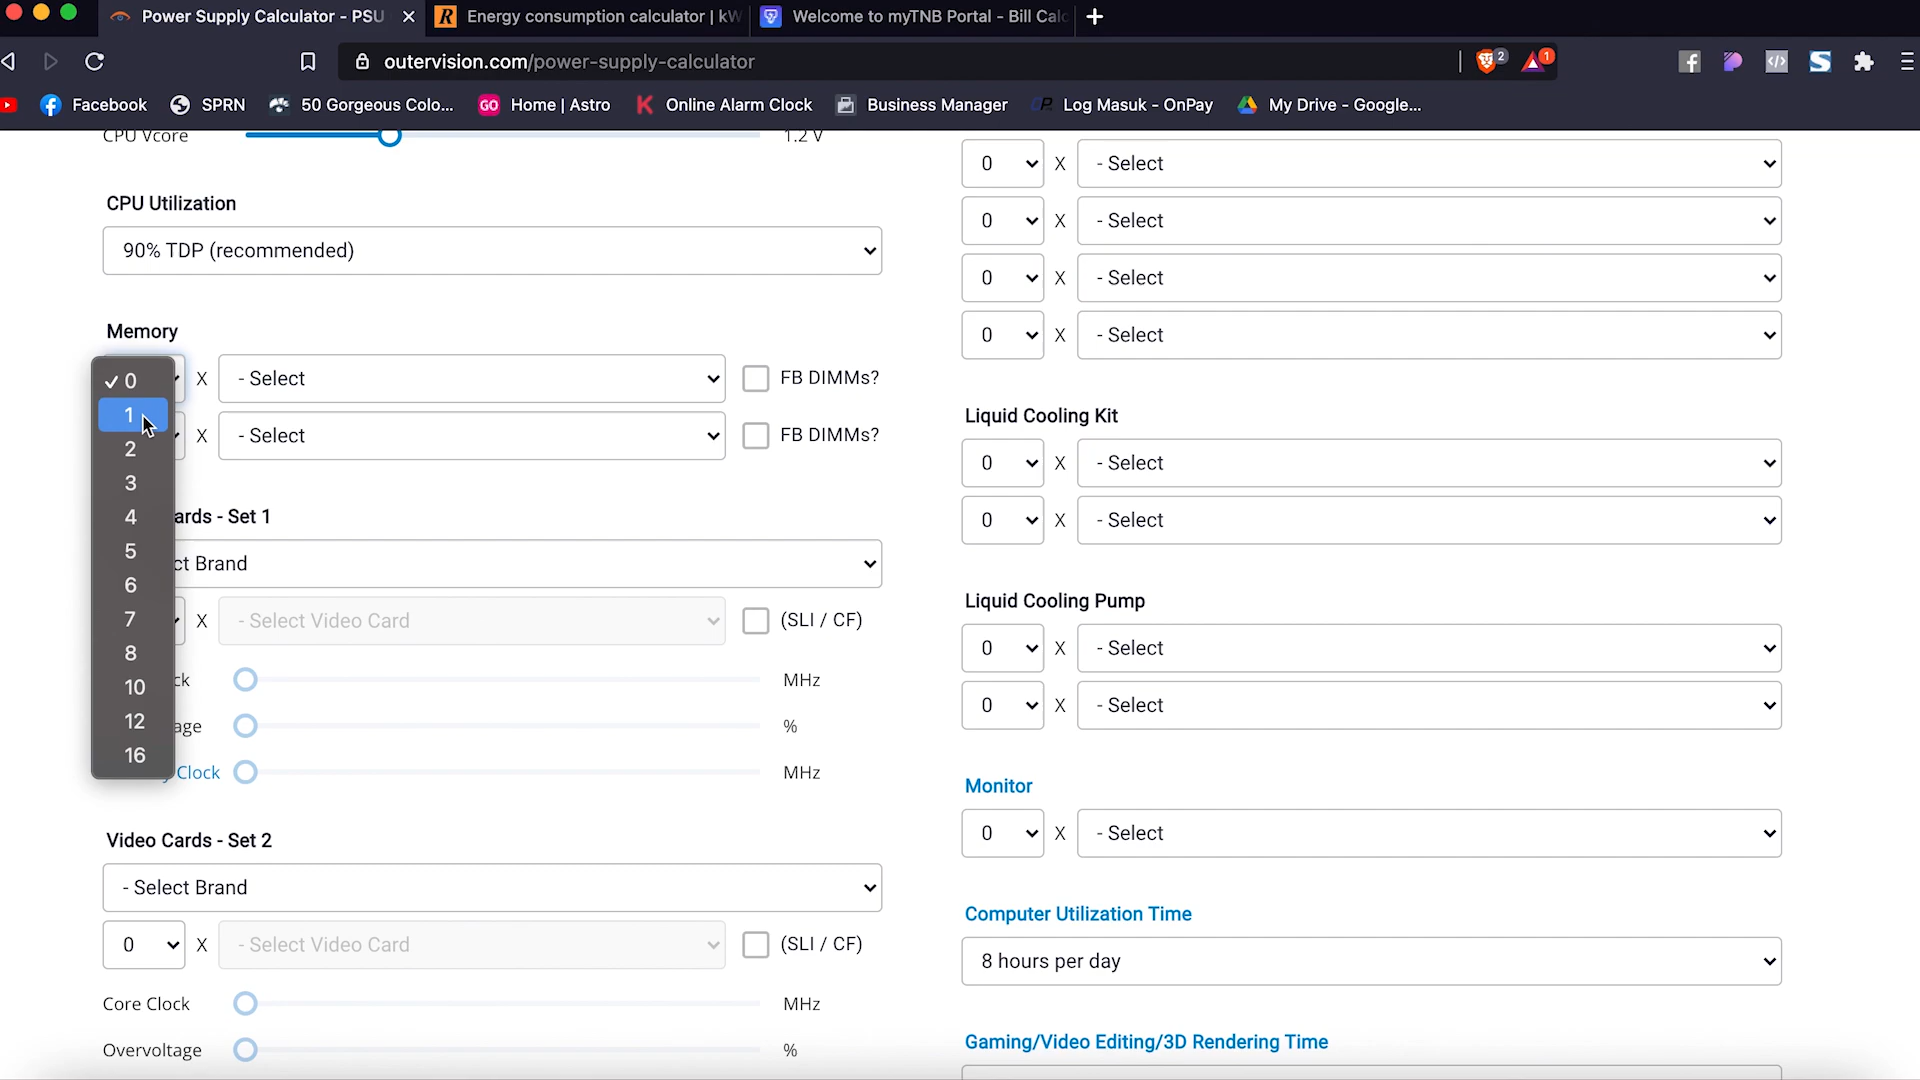 Power Supply Calculator - PSU
Energy consumption calculator | kW
Welcome to myTNB Portal - Bill Calc
outervision.com/power-supply-calculator
2
1
Facebook
SPRN
50 Gorgeous Colo...
GO
Home | Astro
Online Alarm Clock
Business Manager
Log Masuk - OnPay
My Drive - Google...
CPU Vcore
1.2 V
CPU Utilization
90% TDP (recommended)
Memory
0
1
2
3
4
5
6
7
8
10
12
16
X
- Select
FB DIMMs?
X
- Select
FB DIMMs?
ards - Set 1
ct Brand
X
- Select Video Card
(SLI / CF)
ck
MHz
age
%
Clock
MHz
Video Cards - Set 2
- Select Brand
0
X
- Select Video Card
(SLI / CF)
Core Clock
MHz
Overvoltage
%
0
X
- Select
0
X
- Select
0
X
- Select
0
X
- Select
Liquid Cooling Kit
0
X
- Select
0
X
- Select
Liquid Cooling Pump
0
X
- Select
0
X
- Select
Monitor
0
X
- Select
Computer Utilization Time
8 hours per day
Gaming/Video Editing/3D Rendering Time